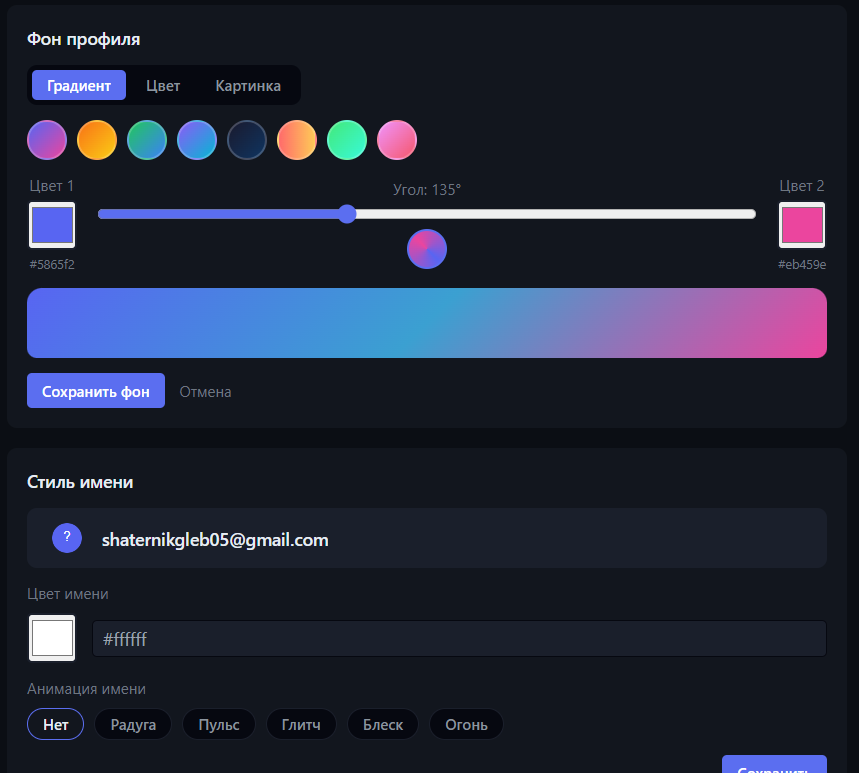 Фон профиля
Градиент Цвет Картинка
Цвет 1 Угол: 135° Цвет 2
#5865f2 #eb459e
Сохранить фон Отмена
Стиль имени
? shaternikgleb05@gmail.com
Цвет имени
#ffffff
Анимация имени
Нет Радуга Пульс Глитч Блеск Огонь
Сохранить